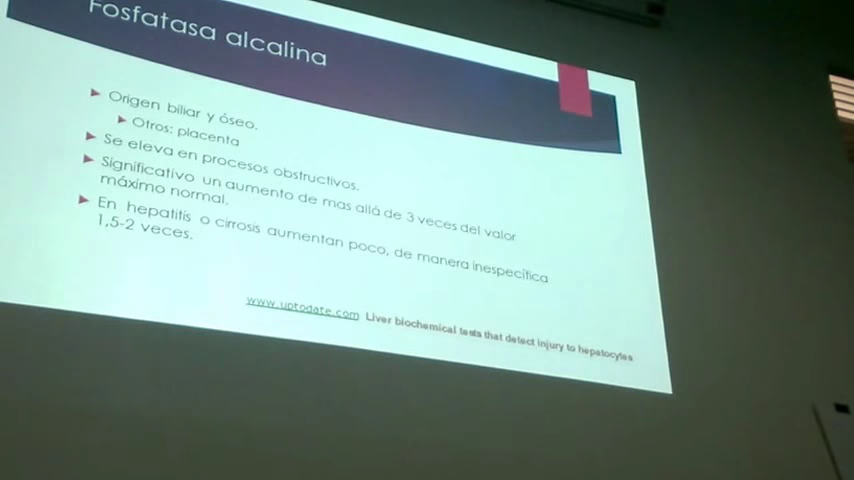 Fosfatasa alcalina
Origen biliar y óseo.
Otros: placenta
Se eleva en procesos obstructivos.
Significativo un aumento de mas allá de 3 veces del valor
máximo normal.
En hepatitis o cirrosis aumentan poco, de manera inespecífica
1,5-2 veces.
www.uptodate.com Liver biochemical tests that detect injury to hepatocytes